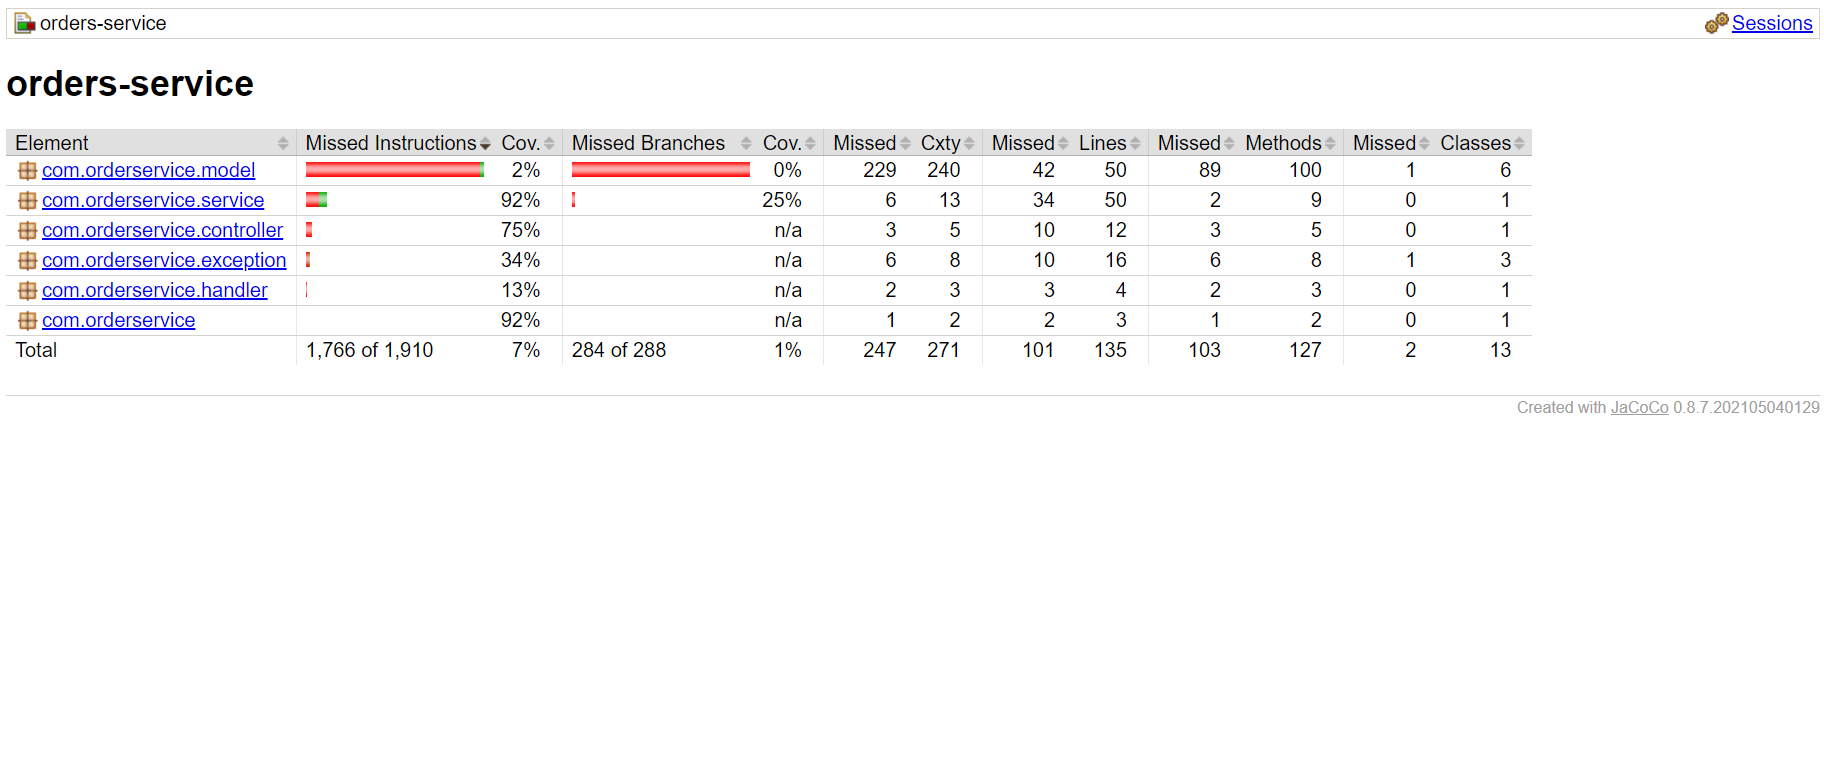 orders-service Sessions
orders-service
Element Missed Instructions Cov. Missed Branches Cov. Missed Cxty Missed Lines Missed Methods Missed Classes
com.orderservice.model 2% 0% 229 240 42 50 89 100 1 6
com.orderservice.service 92% 25% 6 13 34 50 2 9 0 1
com.orderservice.controller 75% n/a 3 5 10 12 3 5 0 1
com.orderservice.exception 34% n/a 6 8 10 16 6 8 1 3
com.orderservice.handler 13% n/a 2 3 3 4 2 3 0 1
com.orderservice 92% n/a 1 2 2 3 1 2 0 1
Total 1,766 of 1,910 7% 284 of 288 1% 247 271 101 135 103 127 2 13
Created with JaCoCo 0.8.7.202105040129